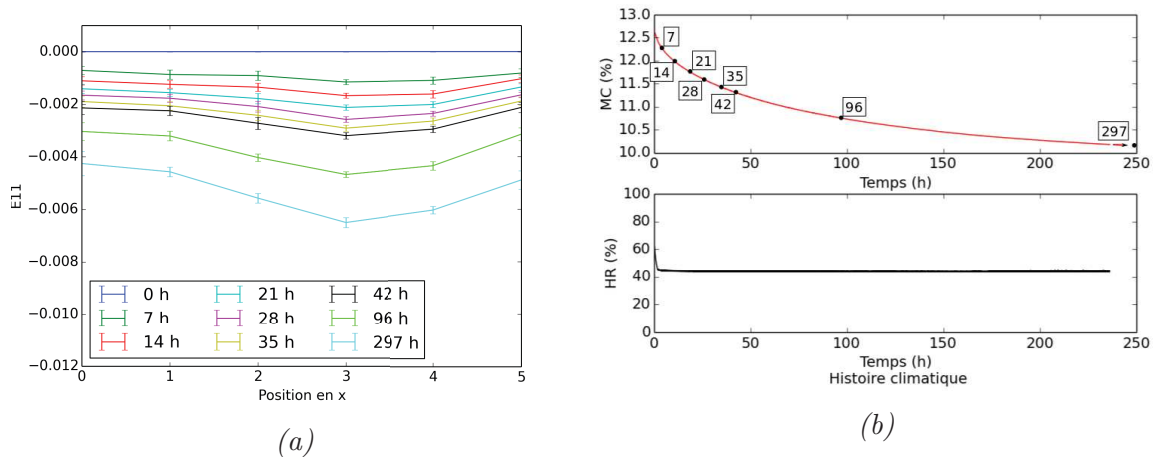 0.000
−0.002
−0.004
−0.006
−0.008
−0.010
−0.012
E11
0 h
21 h
42 h
7 h
28 h
96 h
14 h
35 h
297 h
0 1 2 3 4 5
Position en x
(a)
13.0
12.5
12.0
11.5
11.0
10.5
10.0
MC (%)
7
14
21
28
35
42
96
297
0 50 100 150 200 250
Temps (h)
100
80
60
40
20
0
HR (%)
0 50 100 150 200 250
Temps (h)
Histoire climatique
(b)